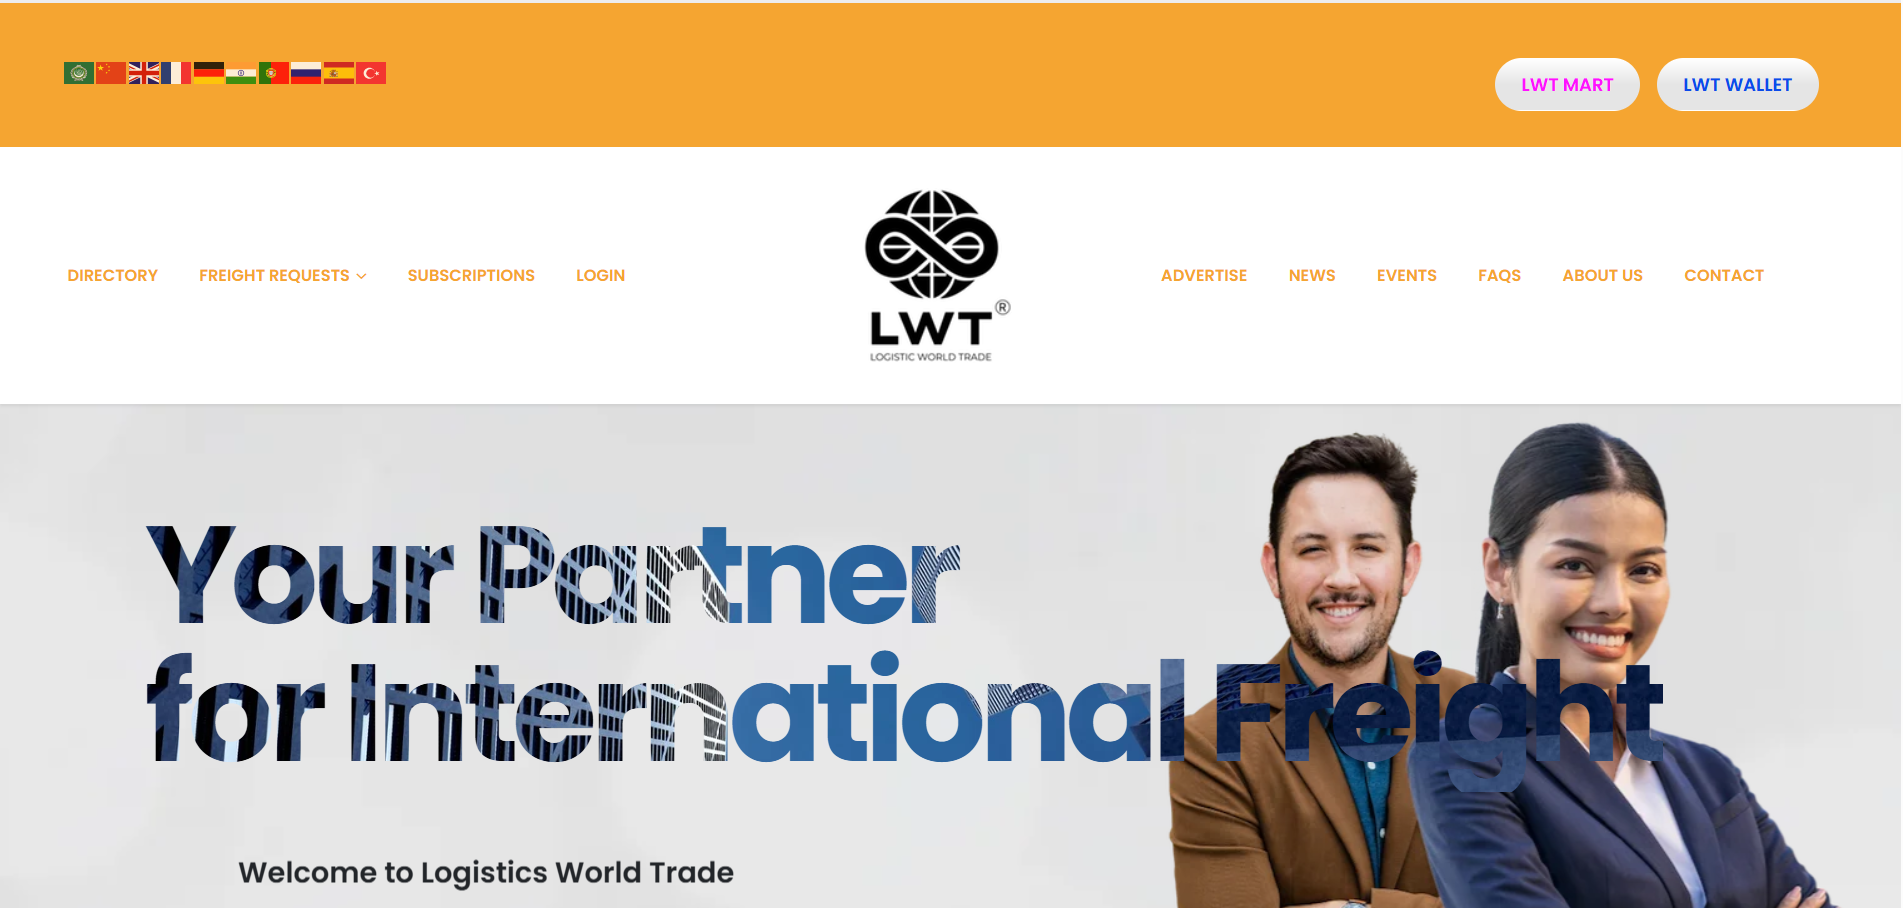 LWT MART
LWT WALLET
DIRECTORY
FREIGHT REQUESTS
SUBSCRIPTIONS
LOGIN
LWT®
LOGISTIC WORLD TRADE
ADVERTISE
NEWS
EVENTS
FAQS
ABOUT US
CONTACT
Your Partner
for International Freight
Welcome to Logistics World Trade